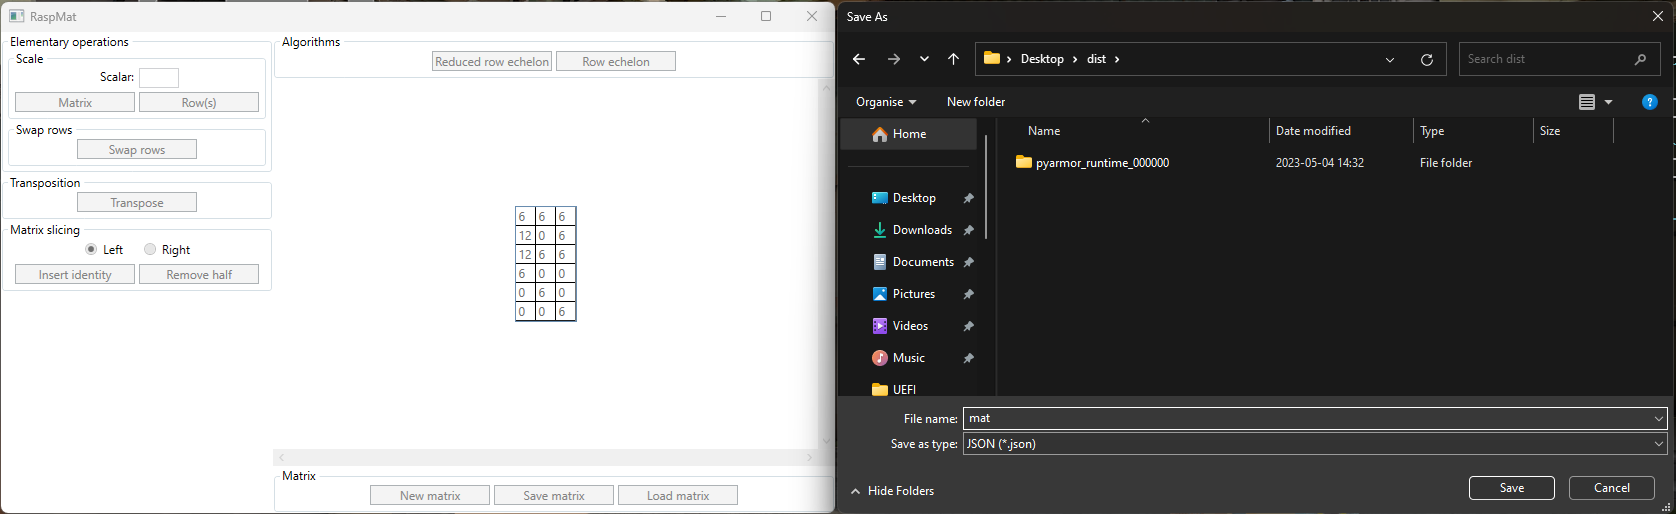 RaspMat
Elementary operations
Scale
Scalar:
Matrix Row(s)
Swap rows
Swap rows
Transposition
Transpose
Matrix slicing
Left Right
Insert identity Remove half
Algorithms
Reduced row echelon Row echelon
6 6 6
12 0 6
12 6 6
6 0 0
0 6 0
0 0 6
Matrix
New matrix Save matrix Load matrix
Save As
Desktop dist
Search dist
Organise New folder
?
Home
Desktop
Downloads
Documents
Pictures
Videos
Music
UEFI
Name Date modified Type Size
pyarmor_runtime_000000 2023-05-04 14:32 File folder
File name: mat
Save as type: JSON (*.json)
Hide Folders
Save Cancel